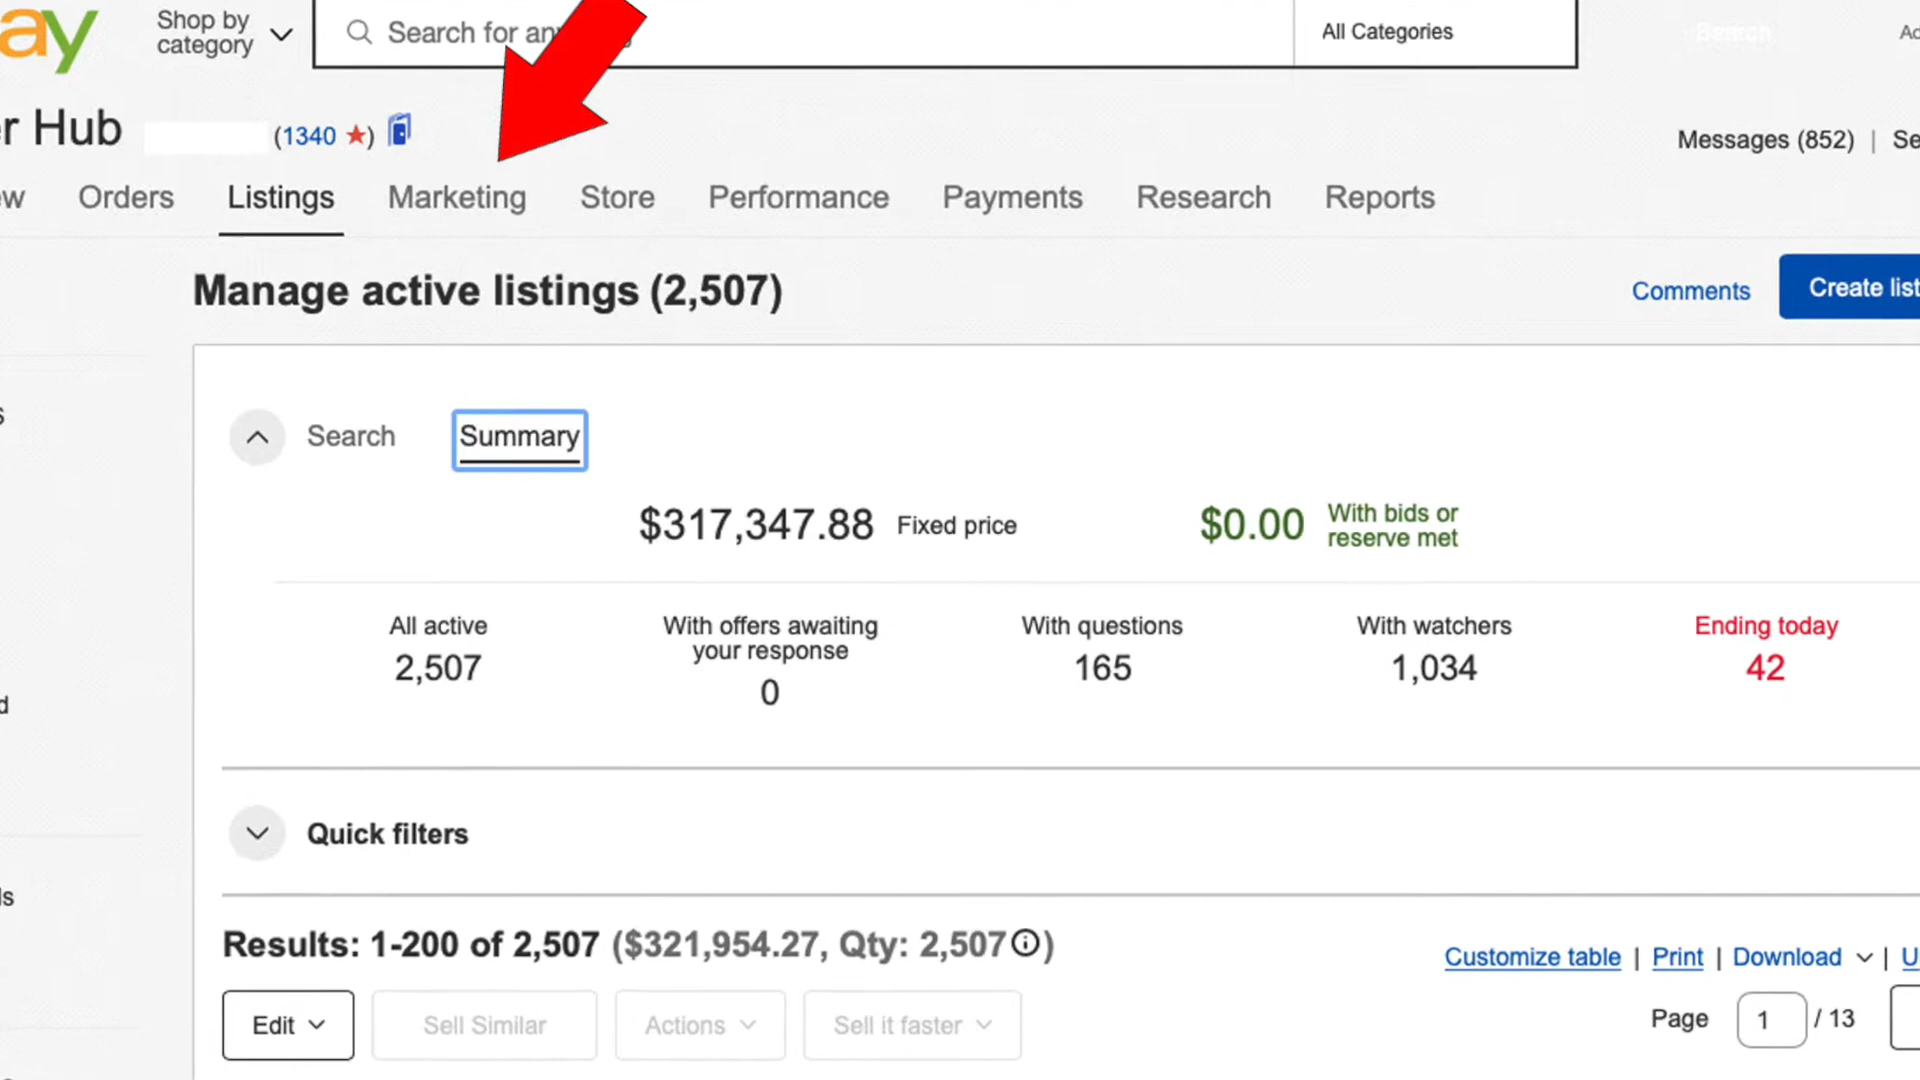 ay
Shop by
category
Search for an
All Categories
Search
r Hub
(1340 ★)
Messages (852) | Se
w
Orders
Listings
Marketing
Store
Performance
Payments
Research
Reports
Manage active listings (2,507)
Comments
Create list
Search
Summary
$317,347.88 Fixed price
$0.00 With bids or
reserve met
All active
2,507
With offers awaiting
your response
0
With questions
165
With watchers
1,034
Ending today
42
Quick filters
Results: 1-200 of 2,507 ($321,954.27, Qty: 2,507)
Customize table | Print | Download | U
Edit
Sell Similar
Actions
Sell it faster
Page 1 / 13